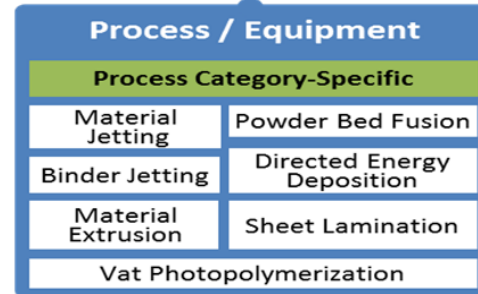 Process / Equipment
Process Category-Specific
Material
Jetting
Powder Bed Fusion
Binder Jetting
Directed Energy
Deposition
Material
Extrusion
Sheet Lamination
Vat Photopolymerization